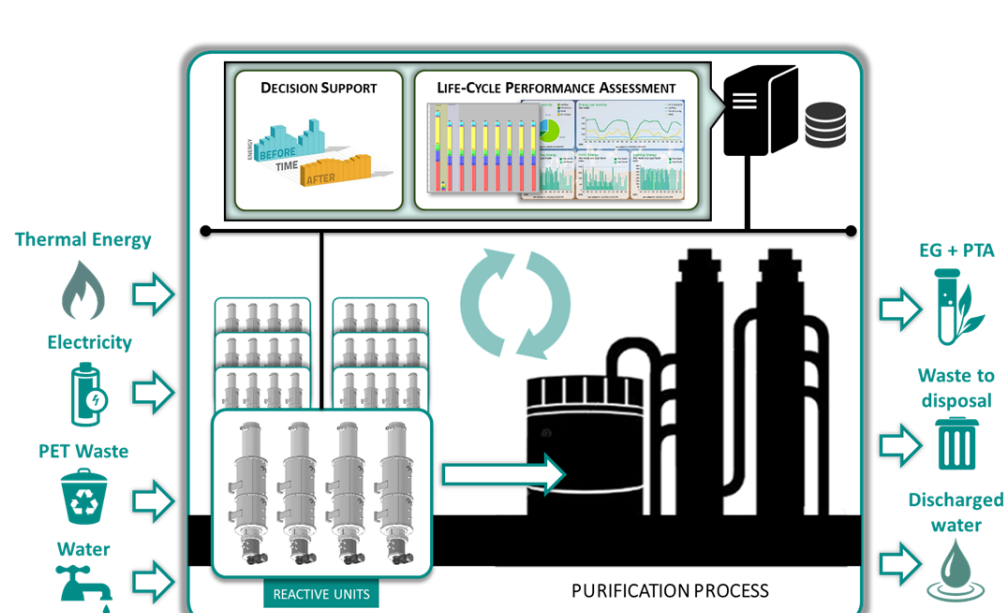 DECISION SUPPORT
LIFE-CYCLE PERFORMANCE ASSESSMENT
ENERGY
BEFORE
TIME
AFTER
Thermal Energy
Electricity
PET Waste
Water
REACTIVE UNITS
PURIFICATION PROCESS
EG + PTA
Waste to
disposal
Discharged
water